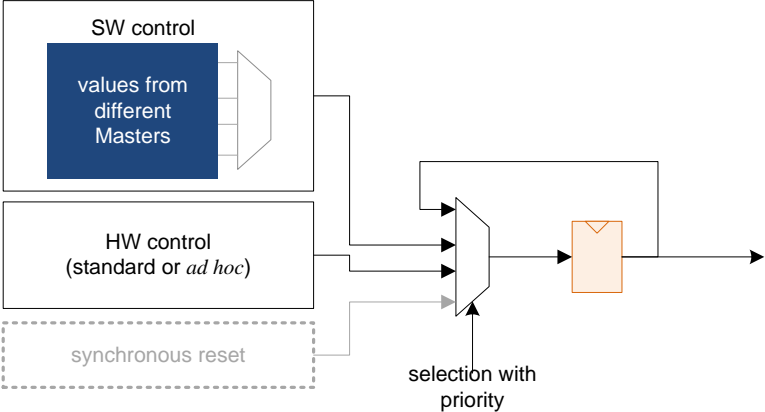 SW control
values from
different
Masters
HW control
(standard or ad hoc)
synchronous reset
selection with
priority